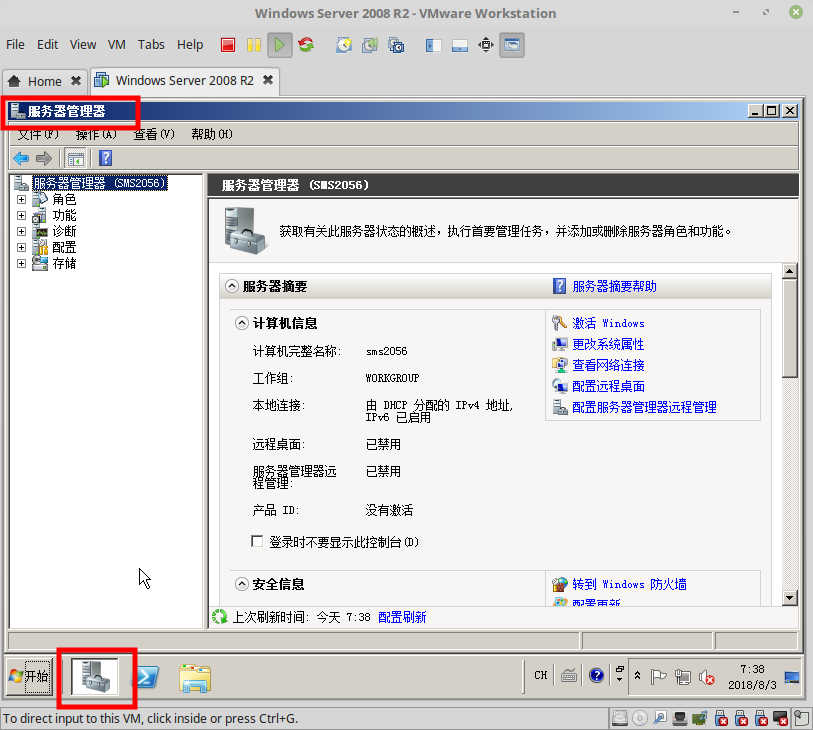 Windows Server 2008 R2 - VMware Workstation
File Edit View VM Tabs Help
Home Windows Server 2008 R2
服务器管理器
文件(F) 操作(A) 查看(V) 帮助(H)
服务器管理器 (SMS2056)
角色
功能
诊断
配置
存储
服务器管理器 (SMS2056)
获取有关此服务器状态的概述，执行首要管理任务，并添加或删除服务器角色和功能。
服务器摘要 服务器摘要帮助
计算机信息
计算机完整名称: sms2056
工作组: WORKGROUP
本地连接: 由 DHCP 分配的 IPv4 地址,
IPv6 已启用
远程桌面: 已禁用
服务器管理器远
程管理: 已禁用
产品 ID: 没有激活
登录时不要显示此控制台(D)
激活 Windows
更改系统属性
查看网络连接
配置远程桌面
配置服务器管理器远程管理
安全信息 转到 Windows 防火墙
配置更新
上次刷新时间: 今天 7:38 配置刷新
开始 CH 7:38
2018/8/3
To direct input to this VM, click inside or press Ctrl+G.